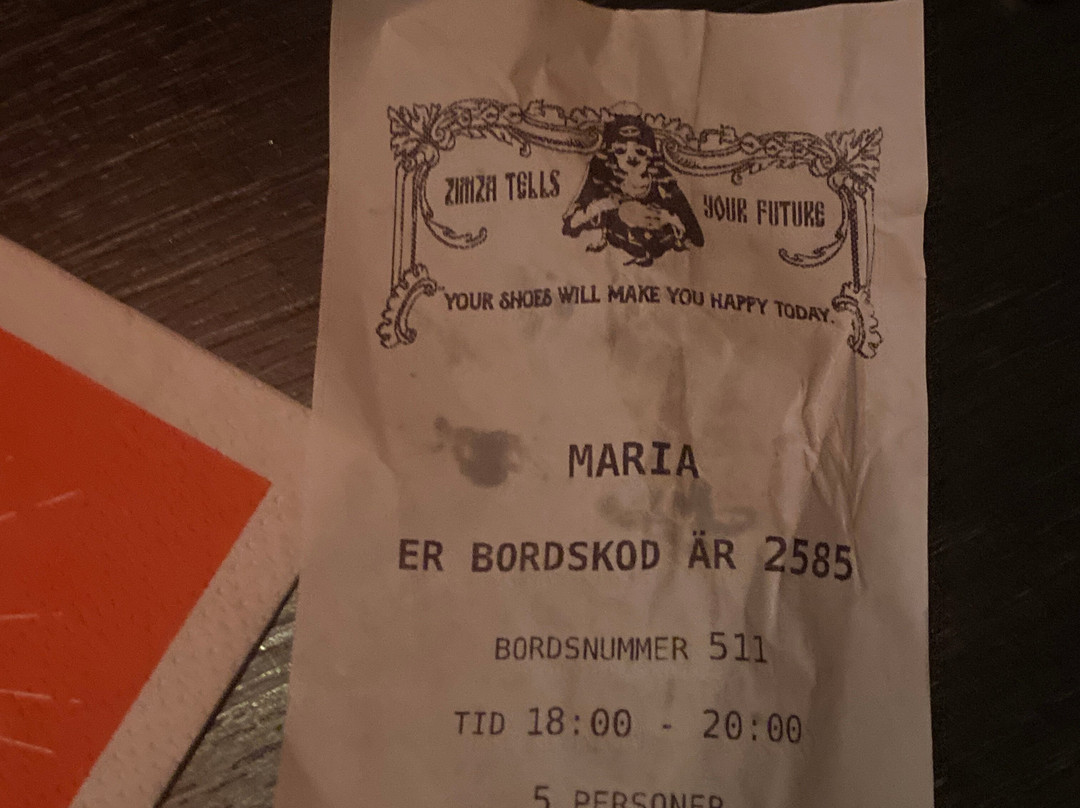 ZIMZA TELLS YOUR FUTURE
YOUR SHOES WILL MAKE YOU HAPPY TODAY.
MARIA
ER BORDSKOD ÄR 2585
BORDSNUMMER 511
TID 18:00 - 20:00
5 PERSONER